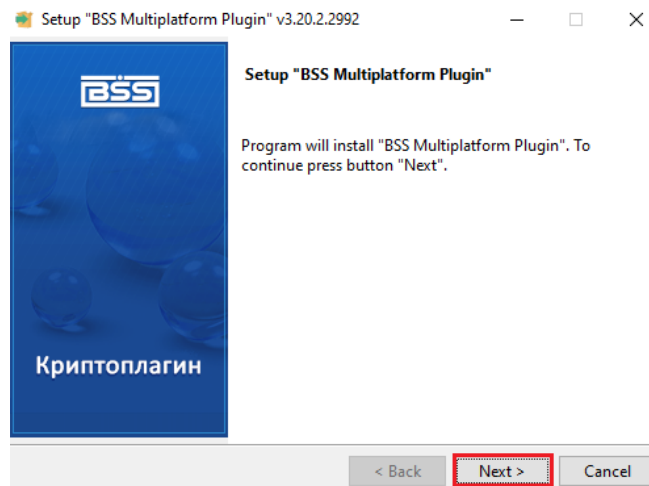 Setup "BSS Multiplatform Plugin" v3.20.2.2992
BSS
Setup "BSS Multiplatform Plugin"
Program will install "BSS Multiplatform Plugin". To
continue press button "Next".
Криптоплагин
< Back
Next >
Cancel